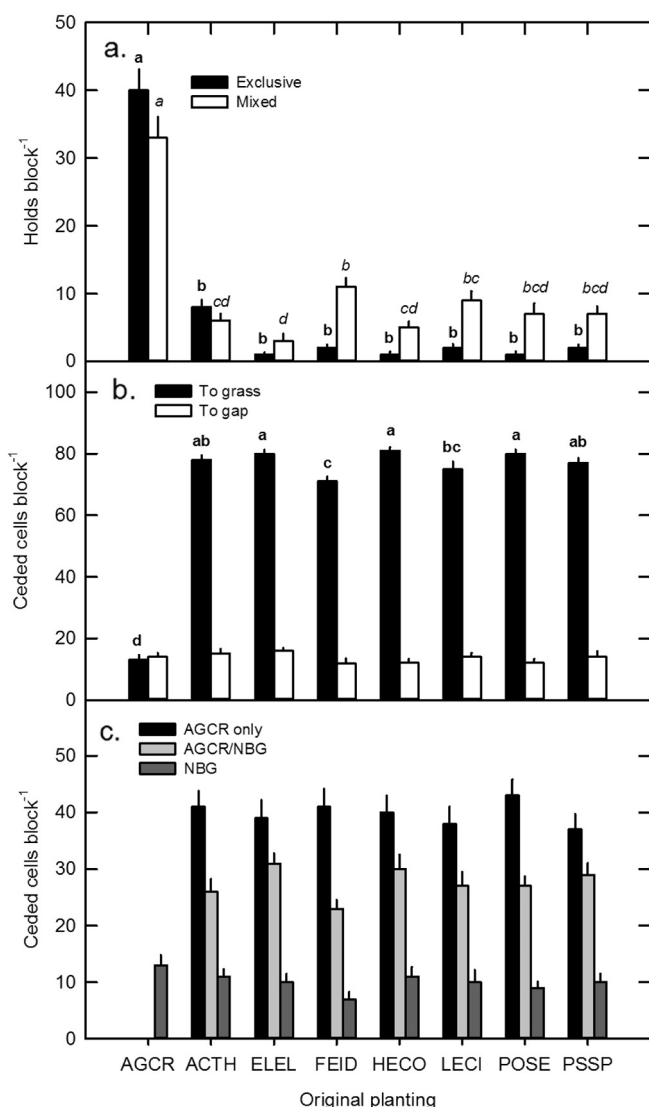 a.
Exclusive
Mixed
50
40
30
20
10
0
Holds block-1
a a b cd b d b b b cd b bc b bcd b bcd
b.
To grass
To gap
100
80
60
40
20
0
Ceded cells block-1
d ab a c a bc a ab
c.
AGCR only
AGCR/NBG
NBG
50
40
30
20
10
0
Ceded cells block-1
AGCR ACTH ELEL FEID HECO LECI POSE PSSP
Original planting